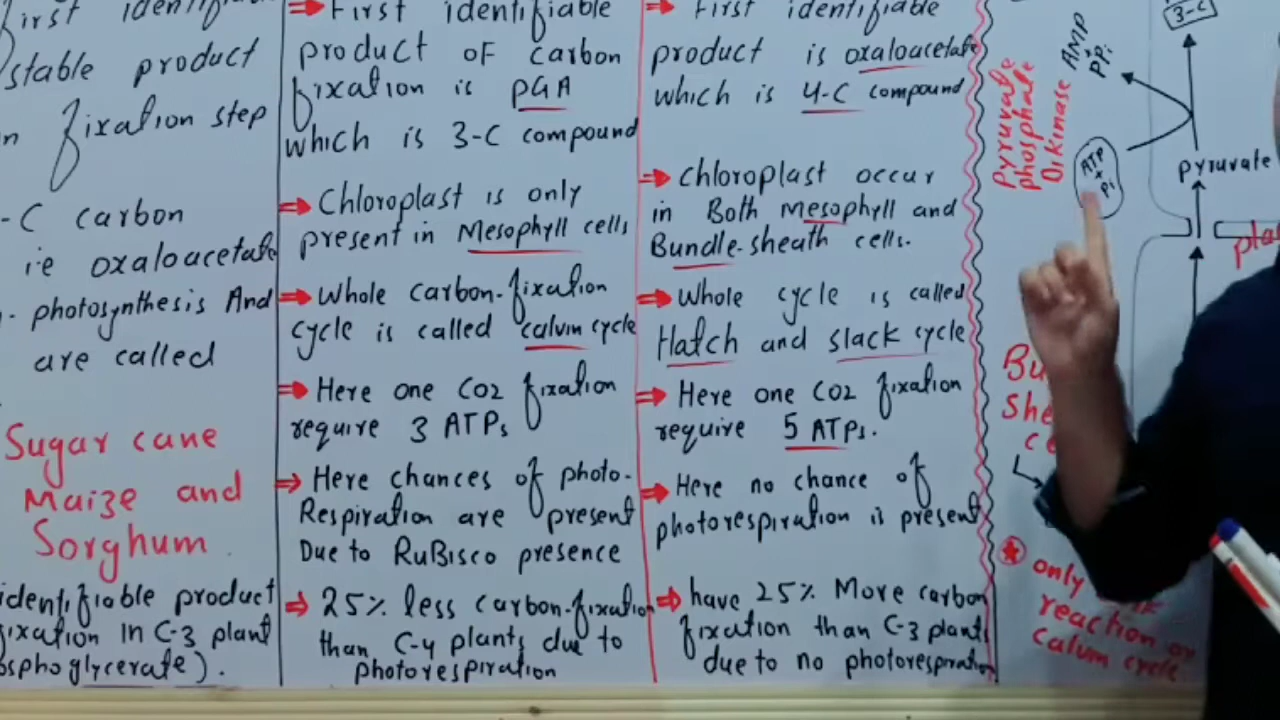 first identifiable
stable product
fixation step
-C carbon
i.e oxaloacetate
photosynthesis And
are called
Sugar cane
Maize and
Sorghum
identifiable product
fixation in C-3 plant
osphoglycerate).
⇒ First identifiable
product of carbon
fixation is PGA
which is 3-C compound
⇒ Chloroplast is only
present in Mesophyll cells
⇒ Whole carbon-fixation
cycle is called calvin cycle
⇒ Here one CO2 fixation
require 3 ATPs
⇒ Here chances of photo-
Respiration are present
Due to RuBisco presence
⇒ 25% less carbon-fixation
than C-4 plants due to
photorespiration
⇒ First identifiable
product is oxaloacetate
which is 4-C compound
⇒ Chloroplast occur
in Both Mesophyll and
Bundle-sheath cells.
⇒ Whole cycle is called
Hatch and slack cycle
⇒ Here one CO2 fixation
require 5 ATPs.
⇒ Here no chance of
photorespiration is present
⇒ have 25% More carbon
fixation than C-3 plants
due to no photorespiration
3-C
AMP
+
PPi
Pyruvate
phosphate
Dikinase
ATP
+
Pi
pyruvate
pla
Bu
She
ce
only
reaction of
calvin cycle